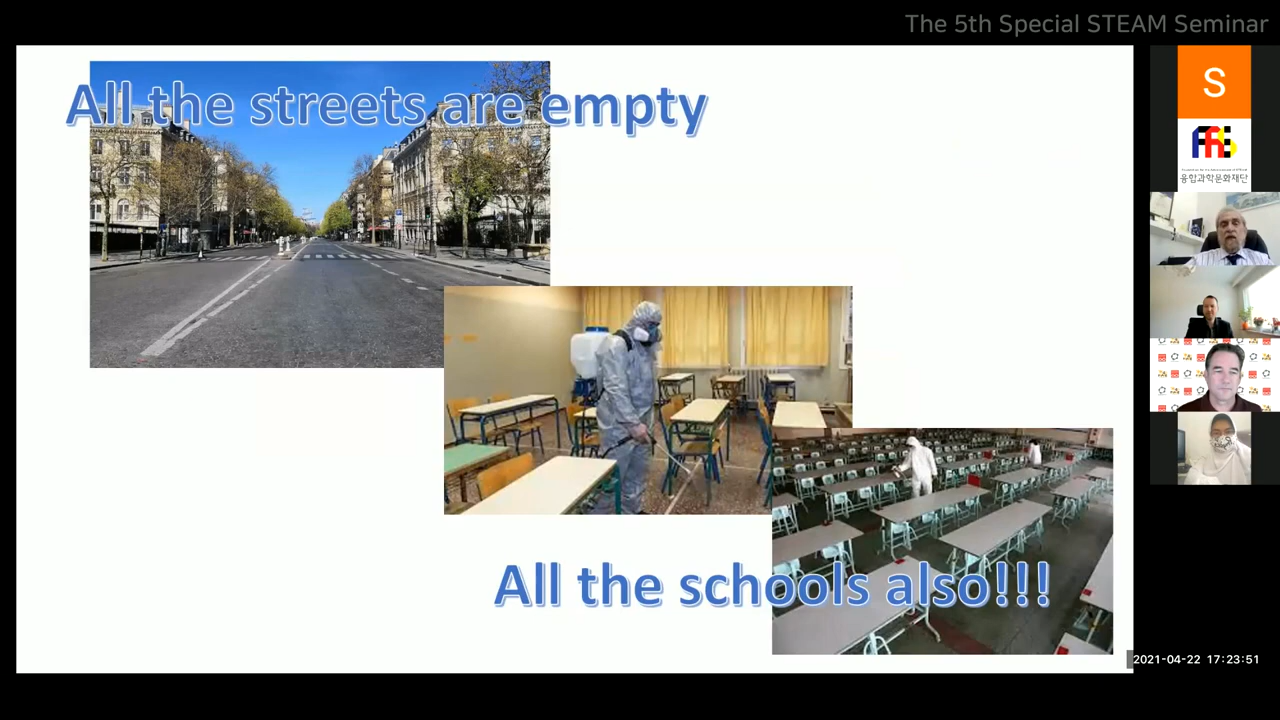 The 5th Special STEAM Seminar
All the streets are empty
S
융합과학문화재단
All the schools also!!!
2021-04-22 17:23:51